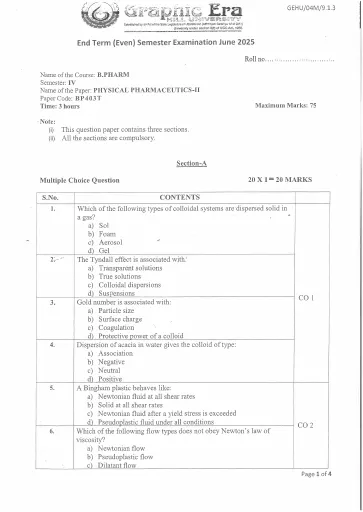 GEHU/04M/9.1.3
Graphic Era
HILL UNIVERSITY
End Term (Even) Semester Examination June 2025
Roll no.............................
Name of the Course: B.PHARM
Semester: IV
Name of the Paper: PHYSICAL PHARMACEUTICS-II
Paper Code: BP403T
Time: 3 hours Maximum Marks: 75
Note:
i) This question paper contains three sections.
ii) All the sections are compulsory.
Section-A
Multiple Choice Question 20 X 1= 20 MARKS
S.No. CONTENTS
1. Which of the following types of colloidal systems are dispersed solid in
a gas?
a) Sol
b) Foam
c) Aerosol
d) Gel
2. The Tyndall effect is associated with:
a) Transparent solutions
b) True solutions
c) Colloidal dispersions
d) Suspensions
CO 1
3. Gold number is associated with:
a) Particle size
b) Surface charge
c) Coagulation
d) Protective power of a colloid
4. Dispersion of acacia in water gives the colloid of type:
a) Association
b) Negative
c) Neutral
d) Positive
5. A Bingham plastic behaves like:
a) Newtonian fluid at all shear rates
b) Solid at all shear rates
c) Newtonian fluid after a yield stress is exceeded
d) Pseudoplastic fluid under all conditions
CO 2
6. Which of the following flow types does not obey Newton's law of
viscosity?
a) Newtonian flow
b) Pseudoplastic flow
c) Dilatant flow
Page 1 of 4